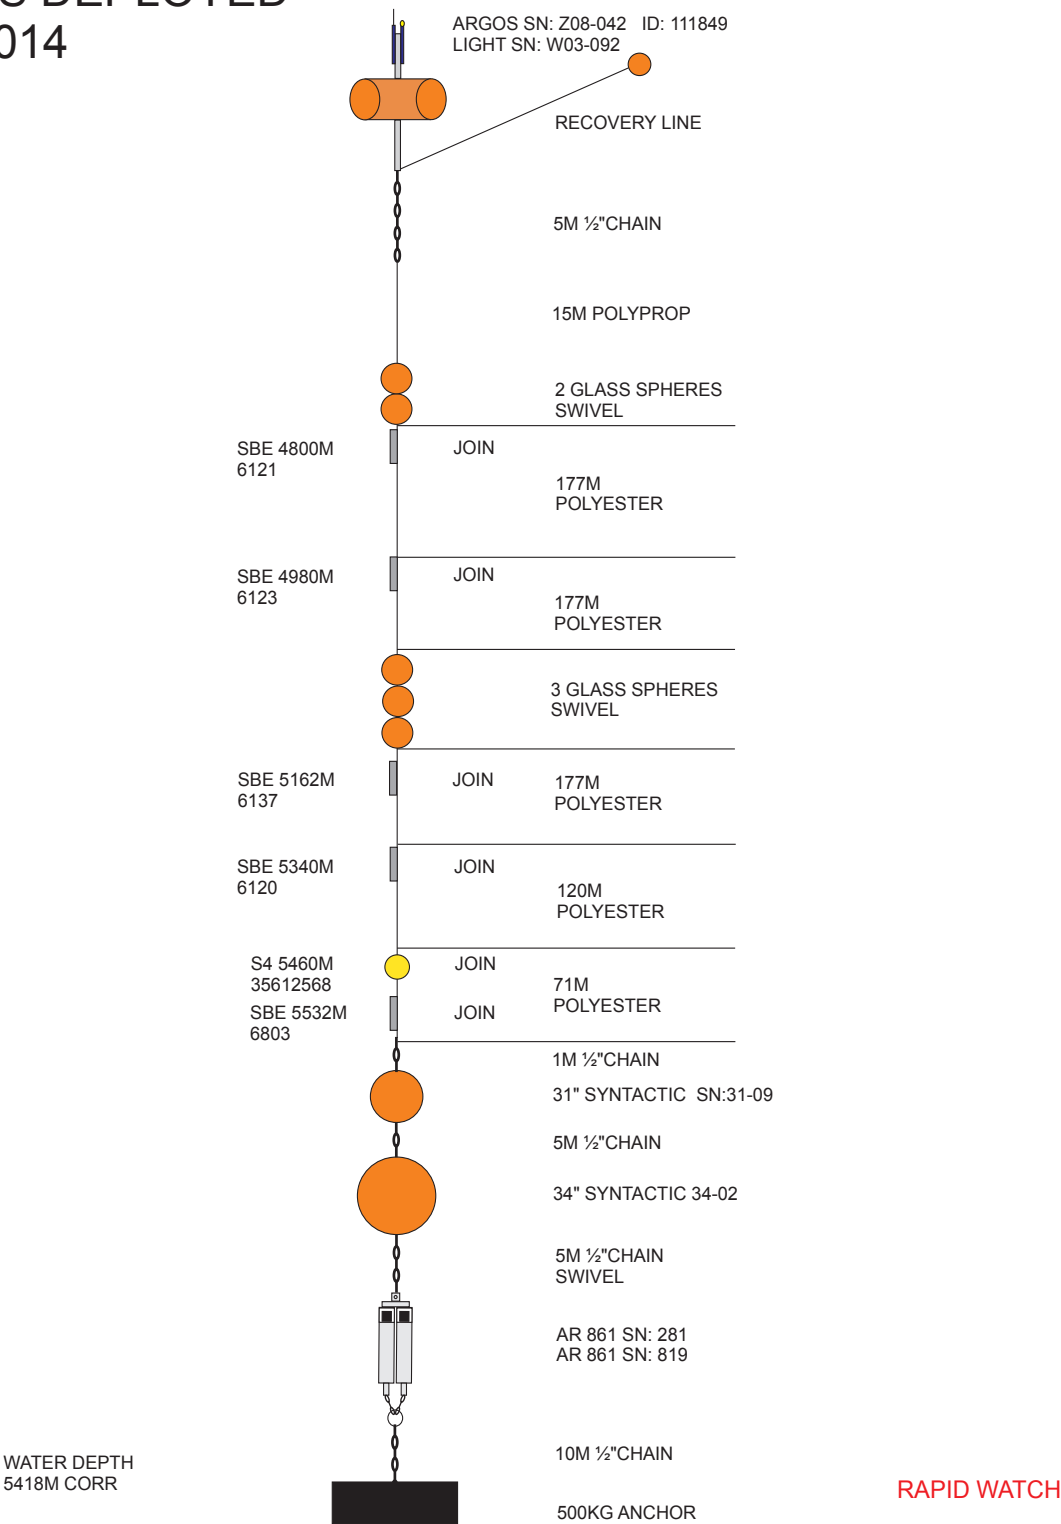 DEPLOYED
014
ARGOS SN: Z08-042 ID: 111849
LIGHT SN: W03-092
RECOVERY LINE
5M ½"CHAIN
15M POLYPROP
2 GLASS SPHERES
SWIVEL
SBE 4800M
6121
JOIN
177M
POLYESTER
SBE 4980M
6123
JOIN
177M
POLYESTER
3 GLASS SPHERES
SWIVEL
SBE 5162M
6137
JOIN
177M
POLYESTER
SBE 5340M
6120
JOIN
120M
POLYESTER
S4 5460M
35612568
JOIN
71M
POLYESTER
SBE 5532M
6803
JOIN
1M ½"CHAIN
31" SYNTACTIC SN:31-09
5M ½"CHAIN
34" SYNTACTIC 34-02
5M ½"CHAIN
SWIVEL
AR 861 SN: 281
AR 861 SN: 819
10M ½"CHAIN
WATER DEPTH
5418M CORR
RAPID WATCH
500KG ANCHOR